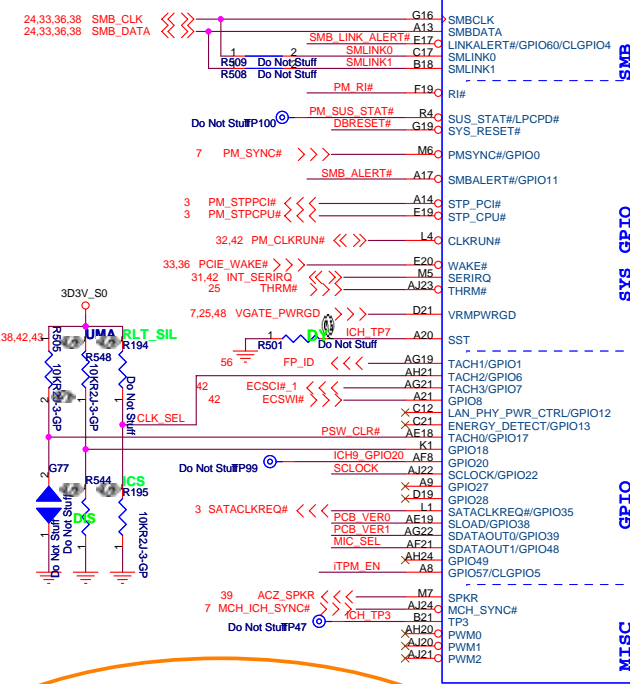 24,33,36,38 SMB_CLK G16 SMBCLK
24,33,36,38 SMB_DATA A13 SMBDATA
SMB_LINK_ALERT# E17 LINKALERT#/GPIO60/CLGPIO4
1 2 SMLINK0 C17 SMLINK0
R509 Do Not Stuff
SMLINK1 B18 SMLINK1
R508 Do Not Stuff
SMB
PM_RI# F19 RI#
Do Not Stuff TP100 PM_SUS_STAT# R4 SUS_STAT#/LPCPD#
DBRESET# G19 SYS_RESET#
7 PM_SYNC# M6 PMSYNC#/GPIO0
SMB_ALERT# A17 SMBALERT#/GPIO11
3 PM_STPPCI# A14 STP_PCI#
3 PM_STPCPU# E19 STP_CPU#
32,42 PM_CLKRUN# L4 CLKRUN#
33,36 PCIE_WAKE# E20 WAKE#
31,42 INT_SERIRQ M5 SERIRQ
25 THRM# AJ23 THRM#
SYS GPIO
7,25,48 VGATE_PWRGD D21 VRMPWRGD
R501 1 DY Do Not Stuff ICH_TP7 A20 SST
3D3V_S0
38,42,43
R505 10KR2J-3-GP
UMA R548 10KR2J-3-GP
RLT_SIL R194 Do Not Stuff
56 FP_ID AG19 TACH1/GPIO1
AH21 TACH2/GPIO6
42 ECSCI#_1 AG21 TACH3/GPIO7
42 ECSWI# A21 GPIO8
C12 LAN_PHY_PWR_CTRL/GPIO12
CLK_SEL C21 ENERGY_DETECT/GPIO13
PSW_CLR# AE18 TACH0/GPIO17
K1 GPIO18
Do Not Stuff TP99 ICH9_GPIO20 AF8 GPIO20
SCLOCK AJ22 SCLOCK/GPIO22
A9 GPIO27
D19 GPIO28
3 SATACLKREQ# L1 SATACLKREQ#/GPIO35
PCB_VER0 AE19 SLOAD/GPIO38
PCB_VER1 AG22 SDATAOUT0/GPIO39
MIC_SEL AF21 SDATAOUT1/GPIO48
AH24 GPIO49
iTPM_EN A8 GPIO57/CLGPIO5
GPIO
G77 Do Not Stuff
R544 DIS Do Not Stuff
ICS R195 10KR2J-3-GP
39 ACZ_SPKR M7 SPKR
7 MCH_ICH_SYNC# AJ24 MCH_SYNC#
Do Not Stuff TP47 ICH_TP3 B21 TP3
AH20 PWM0
AJ20 PWM1
AJ21 PWM2
MISC